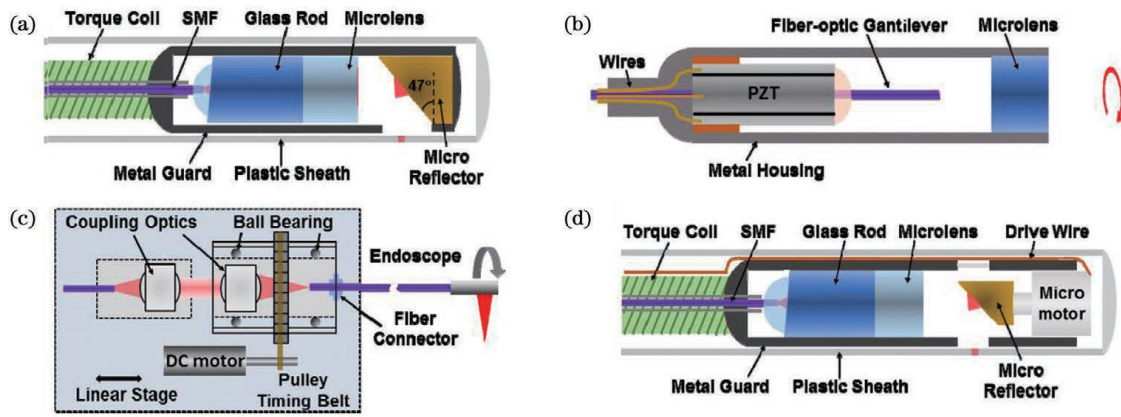 (a)
Torque Coil
SMF
Glass Rod
Microlens
47°
Metal Guard
Plastic Sheath
Micro
Reflector
(b)
Fiber-optic Gantilever
Microlens
Wires
PZT
Metal Housing
(c)
Coupling Optics
Ball Bearing
Endoscope
Fiber
Connector
DC motor
Linear Stage
Pulley
Timing Belt
(d)
Torque Coil
SMF
Glass Rod
Microlens
Drive Wire
Micro
motor
Metal Guard
Plastic Sheath
Micro
Reflector